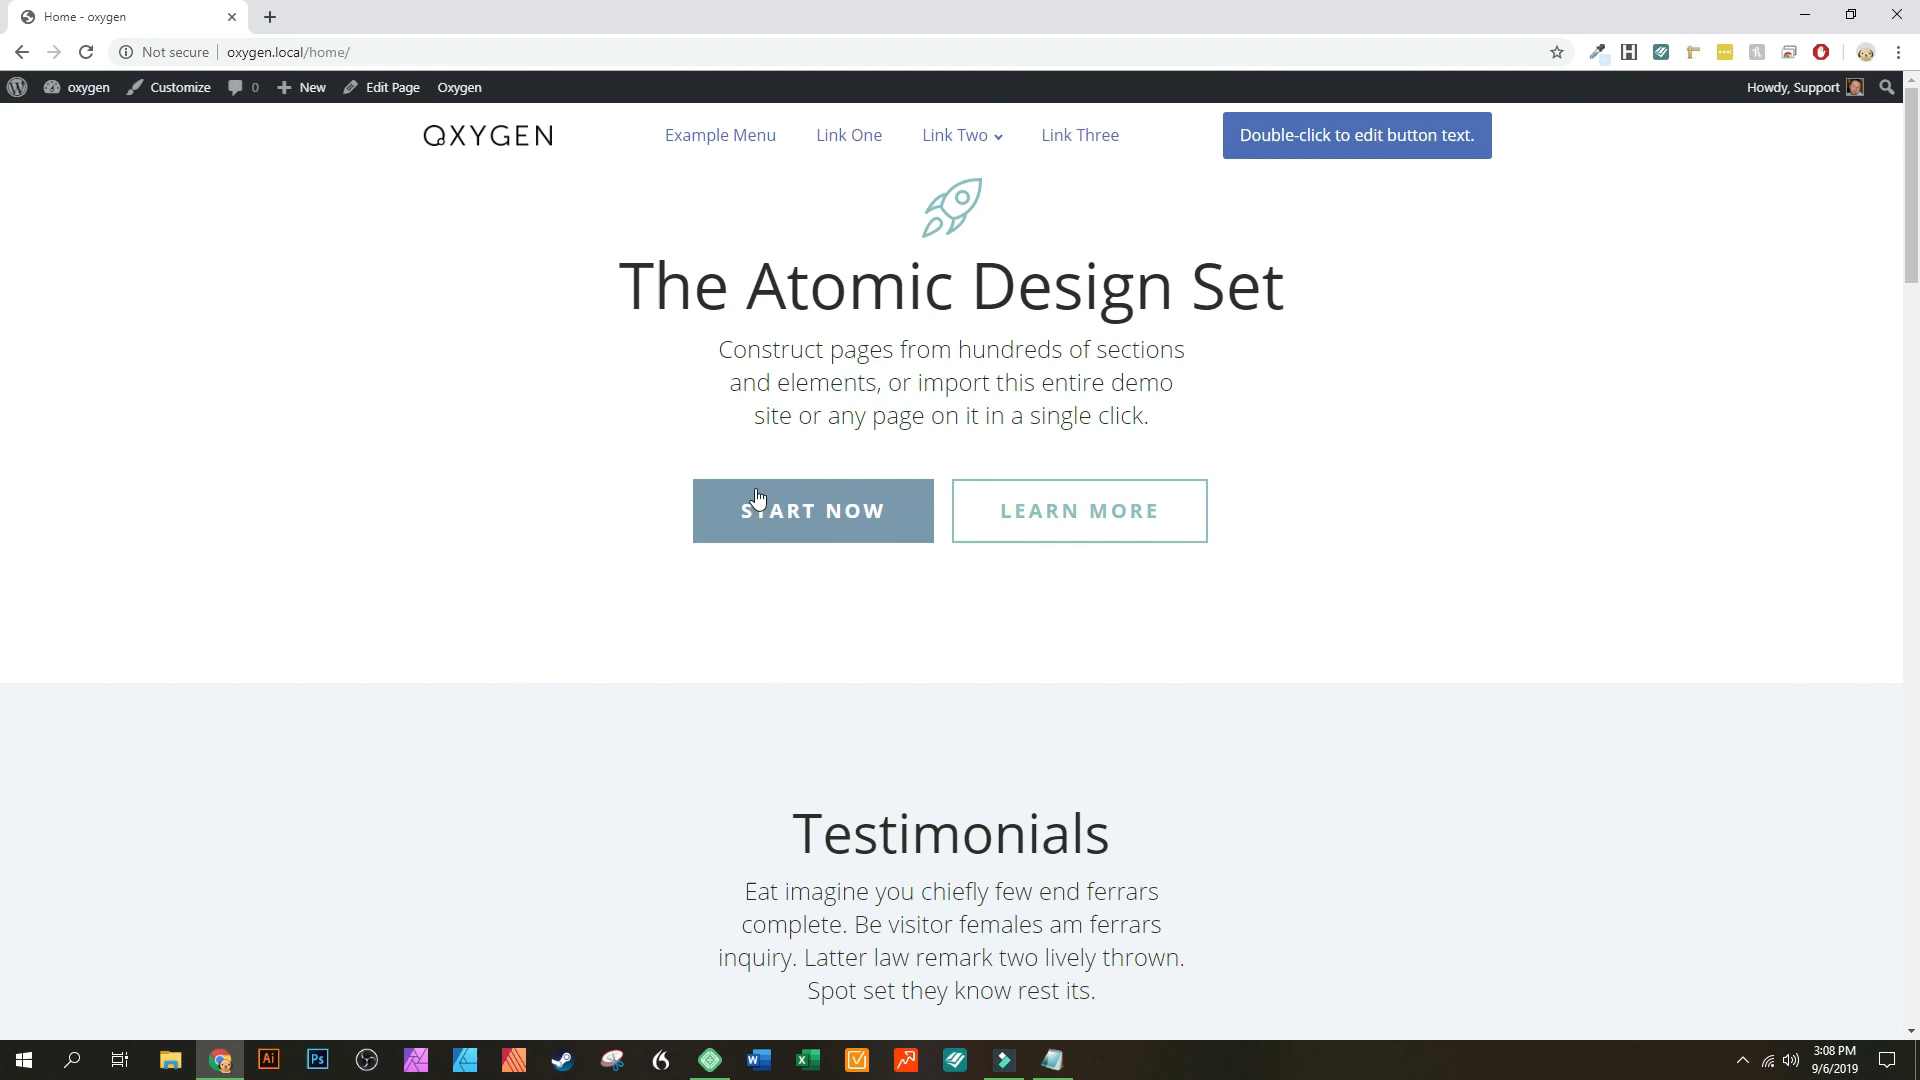 Home - oxygen
Not secure
oxygen.local/home/
oxygen
Customize
0
New
Edit Page
Oxygen
Howdy, Support
OXYGEN
Example Menu
Link One
Link Two
Link Three
Double-click to edit button text.
The Atomic Design Set
Construct pages from hundreds of sections
and elements, or import this entire demo
site or any page on it in a single click.
START NOW
LEARN MORE
Testimonials
Eat imagine you chiefly few end ferrars
complete. Be visitor females am ferrars
inquiry. Latter law remark two lively thrown.
Spot set they know rest its.
Ai
Ps
3:08 PM
9/6/2019